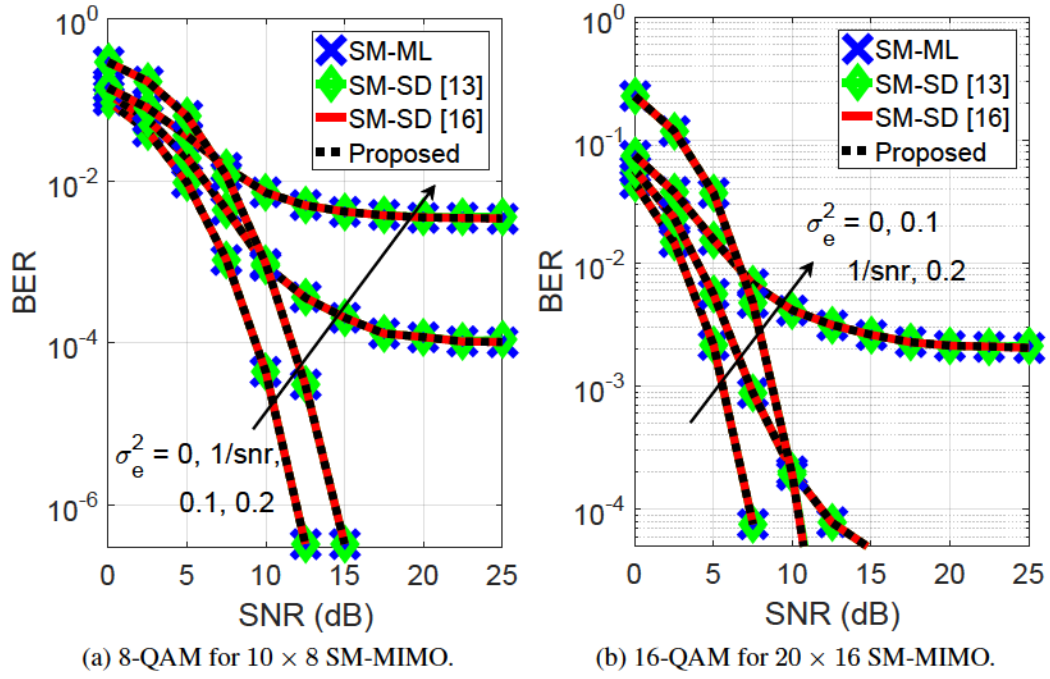 10^0
10^-2
10^-4
10^-6
BER
0 5 10 15 20 25
SNR (dB)
SM-ML
SM-SD [13]
SM-SD [16]
Proposed
σ_e^2 = 0, 1/snr,
0.1, 0.2
(a) 8-QAM for 10 × 8 SM-MIMO.
10^0
10^-1
10^-2
10^-3
10^-4
BER
0 5 10 15 20 25
SNR (dB)
SM-ML
SM-SD [13]
SM-SD [16]
Proposed
σ_e^2 = 0, 0.1
1/snr, 0.2
(b) 16-QAM for 20 × 16 SM-MIMO.